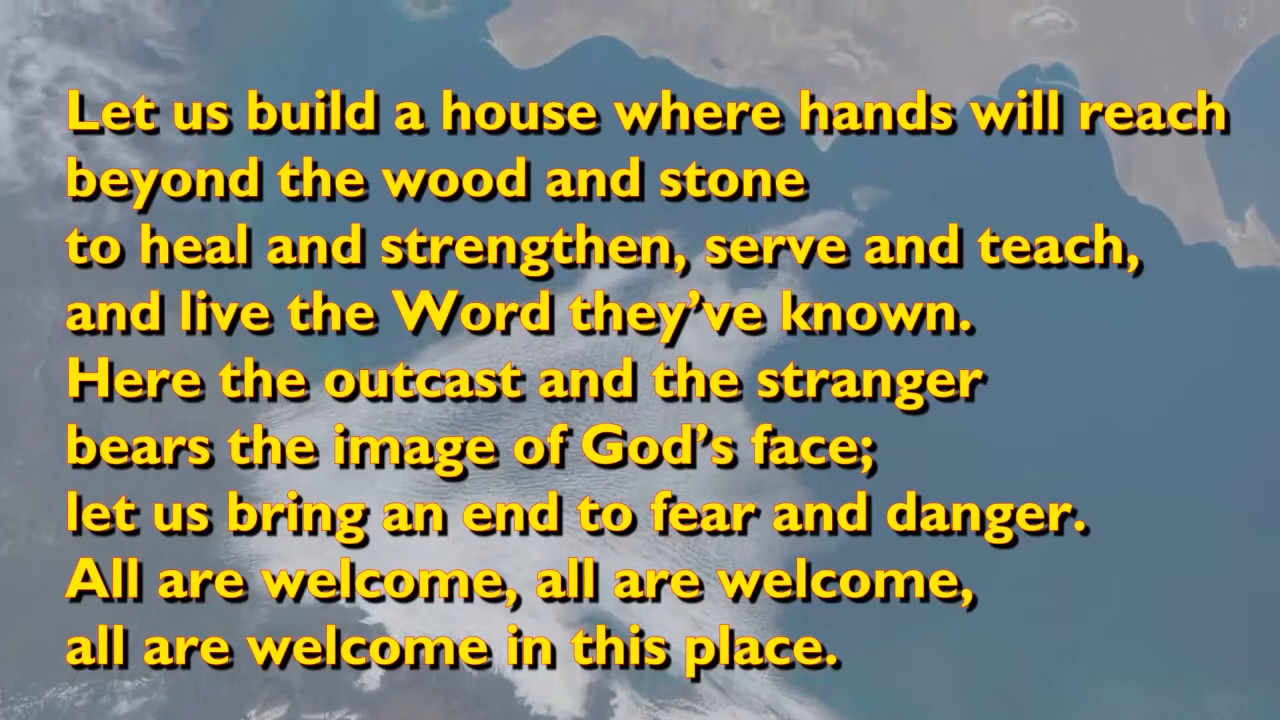 Let us build a house where hands will reach
beyond the wood and stone
to heal and strengthen, serve and teach,
and live the Word they’ve known.
Here the outcast and the stranger
bears the image of God’s face;
let us bring an end to fear and danger.
All are welcome, all are welcome,
all are welcome in this place.